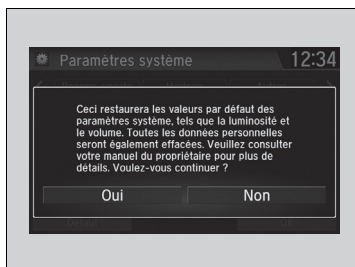 Paramètres système
12:34
Ceci restaurera les valeurs par défaut des
paramètres système, tels que la luminosité et
le volume. Toutes les données personnelles
seront également effacées. Veuillez consulter
votre manuel du propriétaire pour plus de
détails. Voulez-vous continuer ?
Oui
Non
Défaut
OK